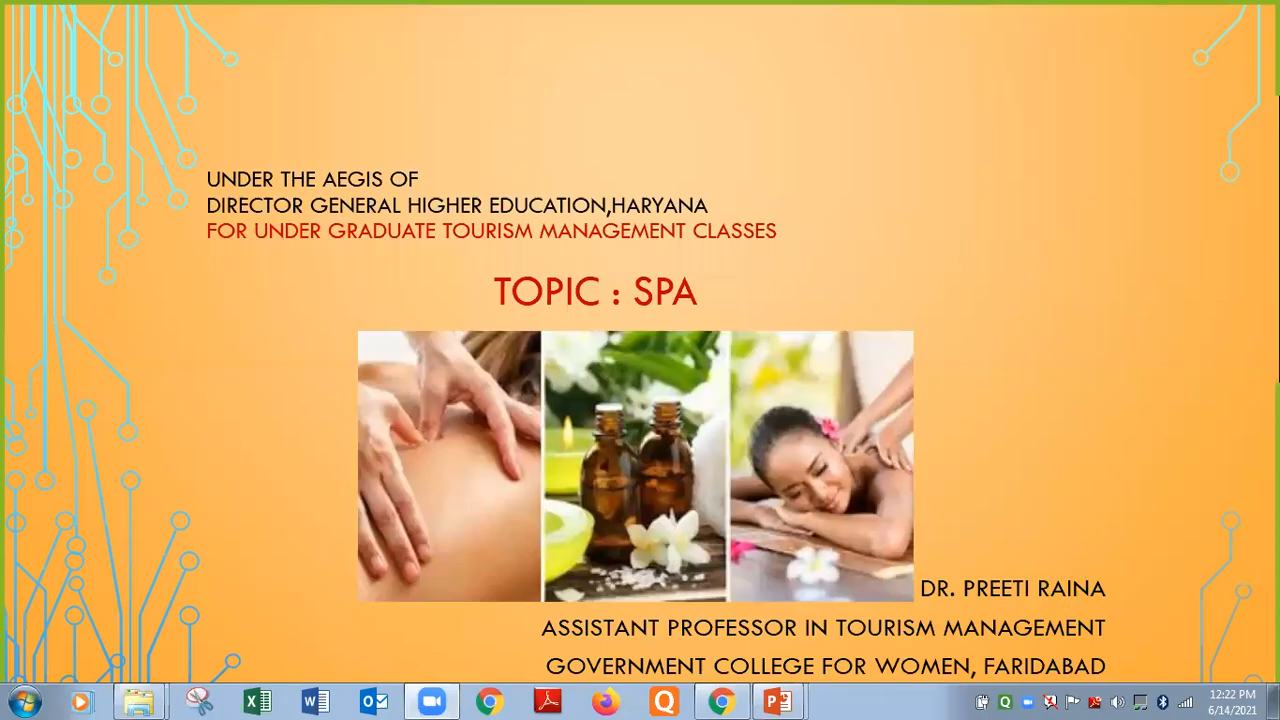 UNDER THE AEGIS OF
DIRECTOR GENERAL HIGHER EDUCATION,HARYANA
FOR UNDER GRADUATE TOURISM MANAGEMENT CLASSES
TOPIC : SPA
DR. PREETI RAINA
ASSISTANT PROFESSOR IN TOURISM MANAGEMENT
GOVERNMENT COLLEGE FOR WOMEN, FARIDABAD
12:22 PM
6/14/2021